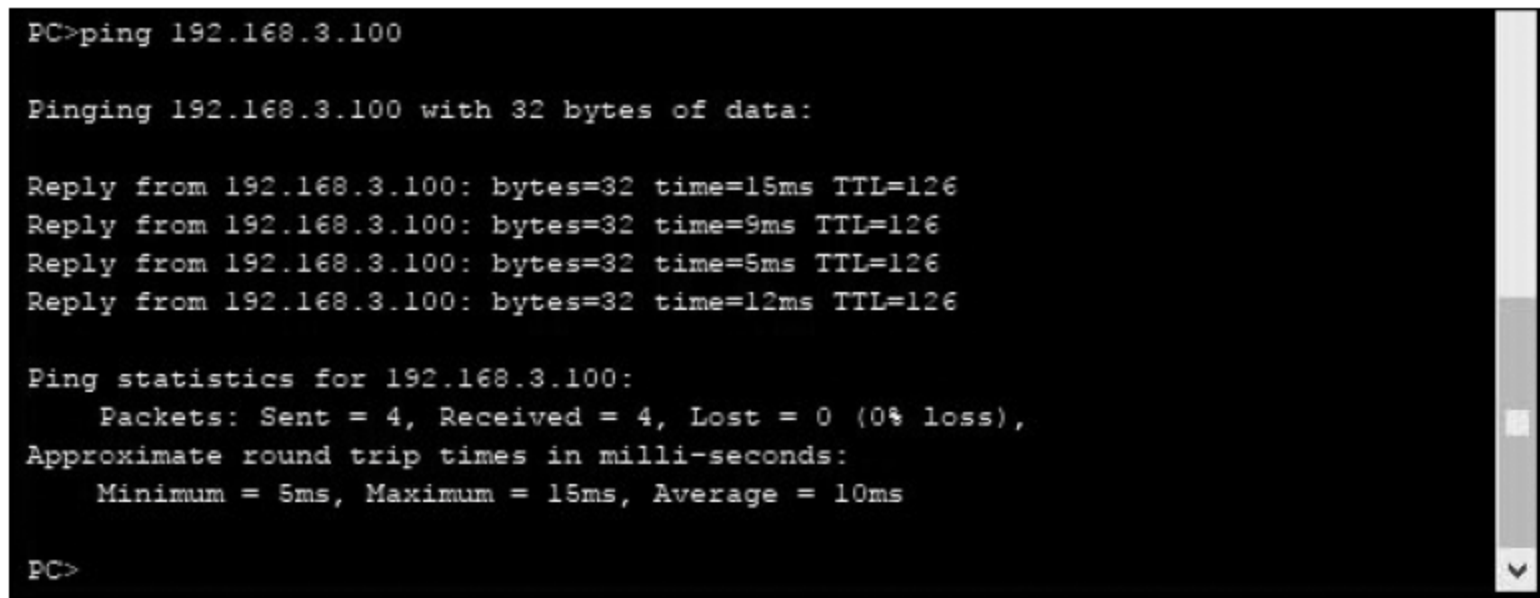 PC>ping 192.168.3.100
Pinging 192.168.3.100 with 32 bytes of data:
Reply from 192.168.3.100: bytes=32 time=15ms TTL=126
Reply from 192.168.3.100: bytes=32 time=9ms TTL=126
Reply from 192.168.3.100: bytes=32 time=5ms TTL=126
Reply from 192.168.3.100: bytes=32 time=12ms TTL=126
Ping statistics for 192.168.3.100:
Packets: Sent = 4, Received = 4, Lost = 0 (0% loss),
Approximate round trip times in milli-seconds:
Minimum = 5ms, Maximum = 15ms, Average = 10ms
PC>